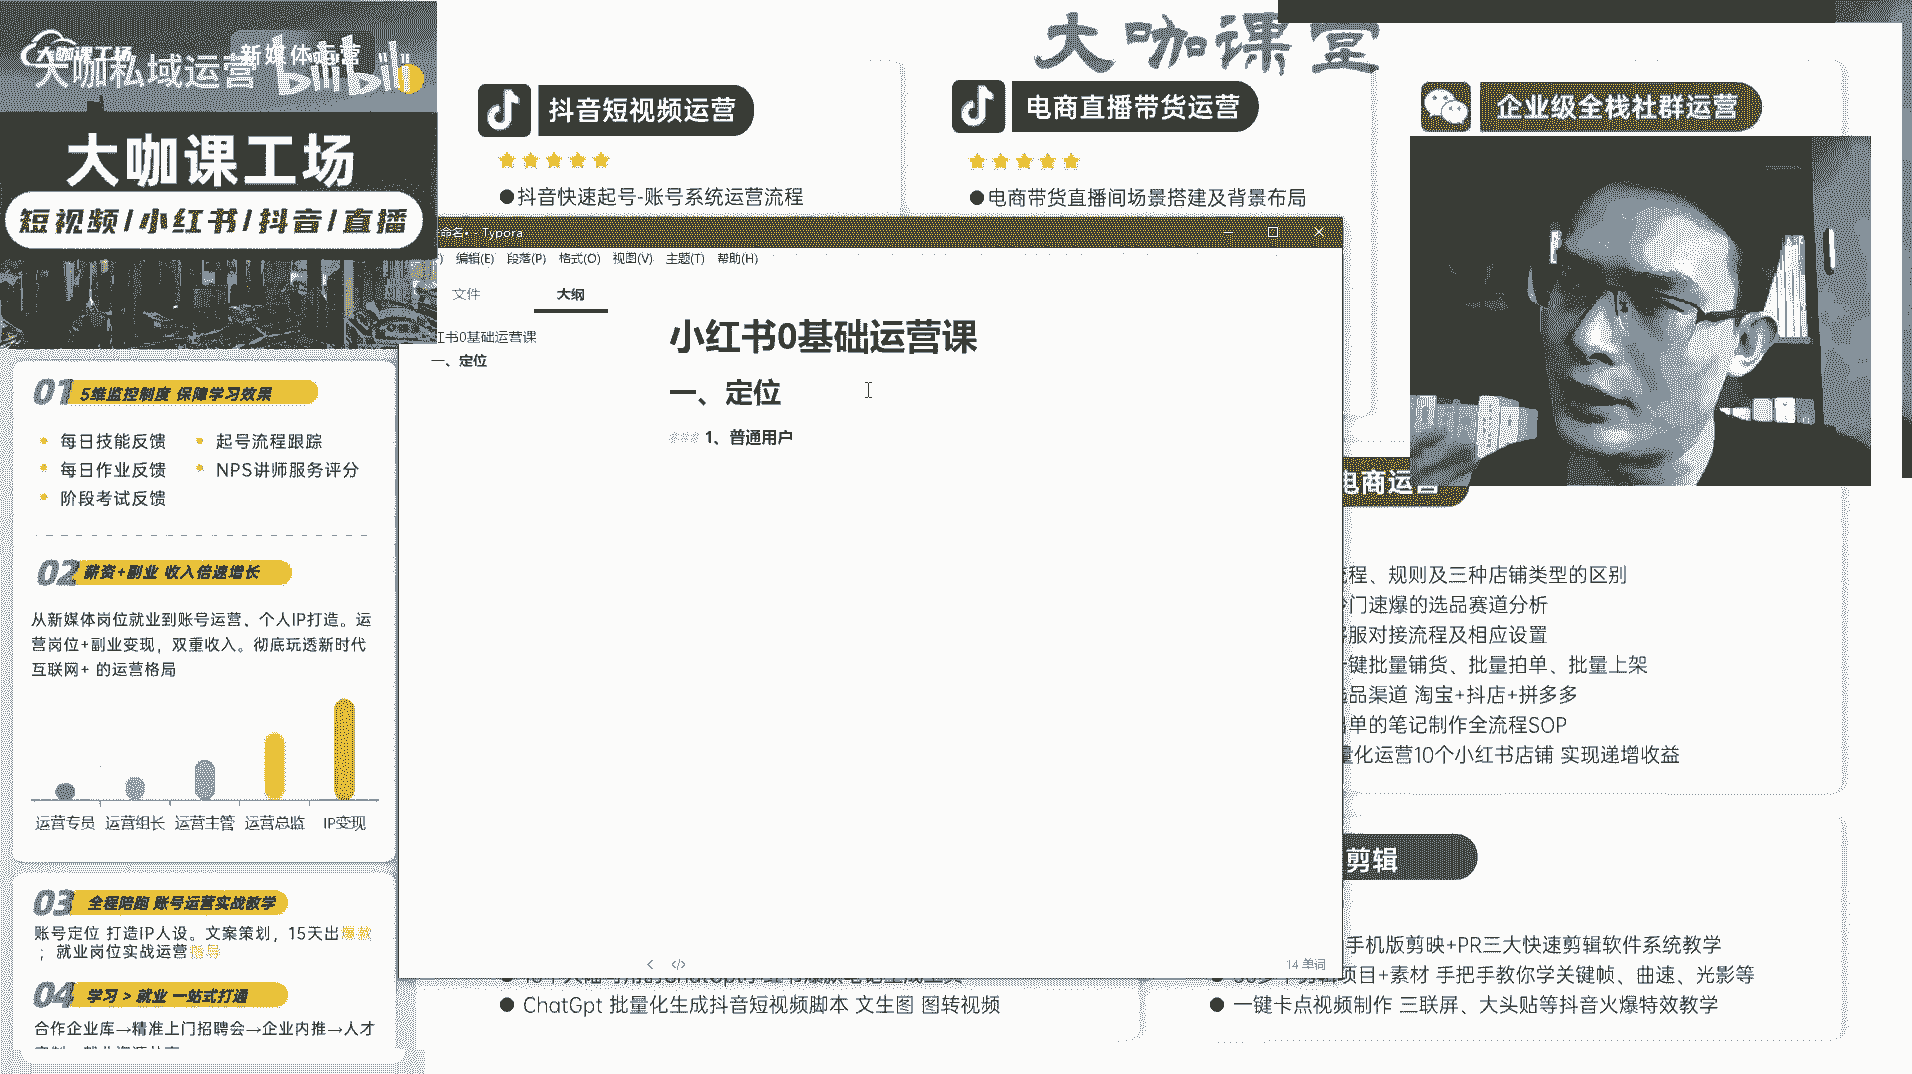 大咖课工场
大咖私域运营
新媒体运营
bilibili
大咖课工场
短视频/小红书/抖音/直播
01 5维监控制度 保障学习效果
每日技能反馈
起号流程跟踪
每日作业反馈
NPS讲师服务评分
阶段考试反馈
02 薪资+副业 收入倍速增长
从新媒体岗位就业到账号运营、个人IP打造。运
营岗位+副业变现，双重收入。彻底玩透新时代
互联网+ 的运营格局
运营专员 运营组长 运营主管 运营总监 IP变现
03 全程陪跑 账号运营实战教学
账号定位 打造IP人设。文案策划，15天出爆款
；就业岗位实战运营指导
04 学习 > 就业 一站式打通
合作企业库→精准上门招聘会→企业内推→人才
大咖课堂
抖音短视频运营
●抖音快速起号-账号系统运营流程
电商直播带货运营
●电商带货直播间场景搭建及背景布局
企业级全栈社群运营
命名• - Typora
编辑(E) 段落(P) 格式(O) 视图(V) 主题(T) 帮助(H)
文件 大纲
书0基础运营课
一、定位
小红书0基础运营课
一、定位
### 1、普通用户
14 单词
电商运营
程、规则及三种店铺类型的区别
门速爆的选品赛道分析
服对接流程及相应设置
键批量铺货、批量拍单、批量上架
品渠道 淘宝+抖店+拼多多
单的笔记制作全流程SOP
量化运营10个小红书店铺 实现递增收益
● ChatGpt 批量化生成抖音短视频脚本 文生图 图转视频
剪辑
手机版剪映+PR三大快速剪辑软件系统教学
项目+素材 手把手教你学关键帧、曲速、光影等
● 一键卡点视频制作 三联屏、大头贴等抖音火爆特效教学